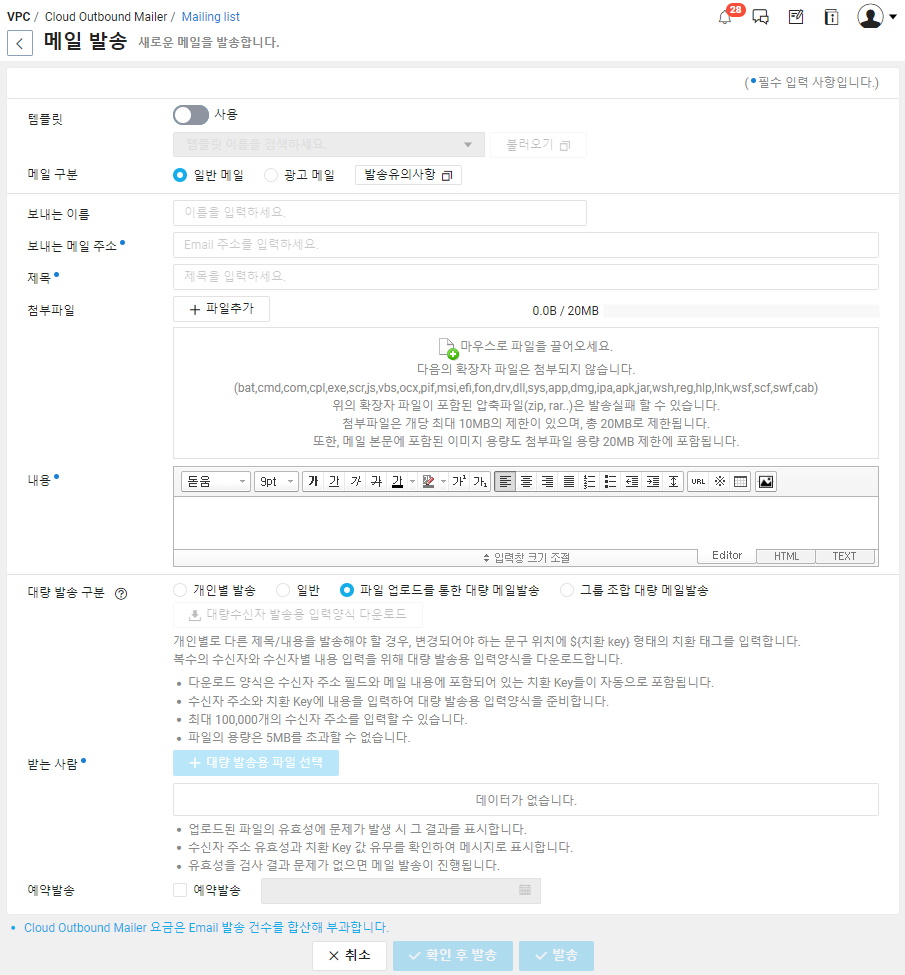 VPC / Cloud Outbound Mailer / Mailing list
28
메일 발송 새로운 메일을 발송합니다.
(•필수 입력 사항입니다.)
템플릿 사용
템플릿 이름을 검색하세요. 불러오기
메일 구분 일반 메일 광고 메일 발송유의사항
보내는 이름 이름을 입력하세요.
보내는 메일 주소• Email 주소를 입력하세요.
제목• 제목을 입력하세요.
첨부파일 + 파일추가 0.0B / 20MB
마우스로 파일을 끌어오세요.
다음의 확장자 파일은 첨부되지 않습니다.
(bat,cmd,com,cpl,exe,scr,js,vbs,ocx,pif,msi,efi,fon,drv,dll,sys,app,dmg,ipa,apk,jar,wsh,reg,hlp,lnk,wsf,scf,swf,cab)
위의 확장자 파일이 포함된 압축파일(zip, rar..)은 발송실패 할 수 있습니다.
첨부파일은 개당 최대 10MB의 제한이 있으며, 총 20MB로 제한됩니다.
또한, 메일 본문에 포함된 이미지 용량도 첨부파일 용량 20MB 제한에 포함됩니다.
내용• 돋움 9pt 가 가 가 가 가 가¹ 가₁ URL ※
입력창 크기 조절 Editor HTML TEXT
대량 발송 구분 ? 개인별 발송 일반 파일 업로드를 통한 대량 메일발송 그룹 조합 대량 메일발송
대량수신자 발송용 입력양식 다운로드
개인별로 다른 제목/내용을 발송해야 할 경우, 변경되어야 하는 문구 위치에 ${치환 key} 형태의 치환 태그를 입력합니다.
복수의 수신자와 수신자별 내용 입력을 위해 대량 발송용 입력양식을 다운로드합니다.
• 다운로드 양식은 수신자 주소 필드와 메일 내용에 포함되어 있는 치환 Key들이 자동으로 포함됩니다.
• 수신자 주소와 치환 Key에 내용을 입력하여 대량 발송용 입력양식을 준비합니다.
• 최대 100,000개의 수신자 주소를 입력할 수 있습니다.
• 파일의 용량은 5MB를 초과할 수 없습니다.
받는 사람• + 대량 발송용 파일 선택
데이터가 없습니다.
• 업로드된 파일의 유효성에 문제가 발생 시 그 결과를 표시합니다.
• 수신자 주소 유효성과 치환 Key 값 유무를 확인하여 메시지로 표시합니다.
• 유효성을 검사 결과 문제가 없으면 메일 발송이 진행됩니다.
예약발송 예약발송
• Cloud Outbound Mailer 요금은 Email 발송 건수를 합산해 부과합니다.
취소 확인 후 발송 발송